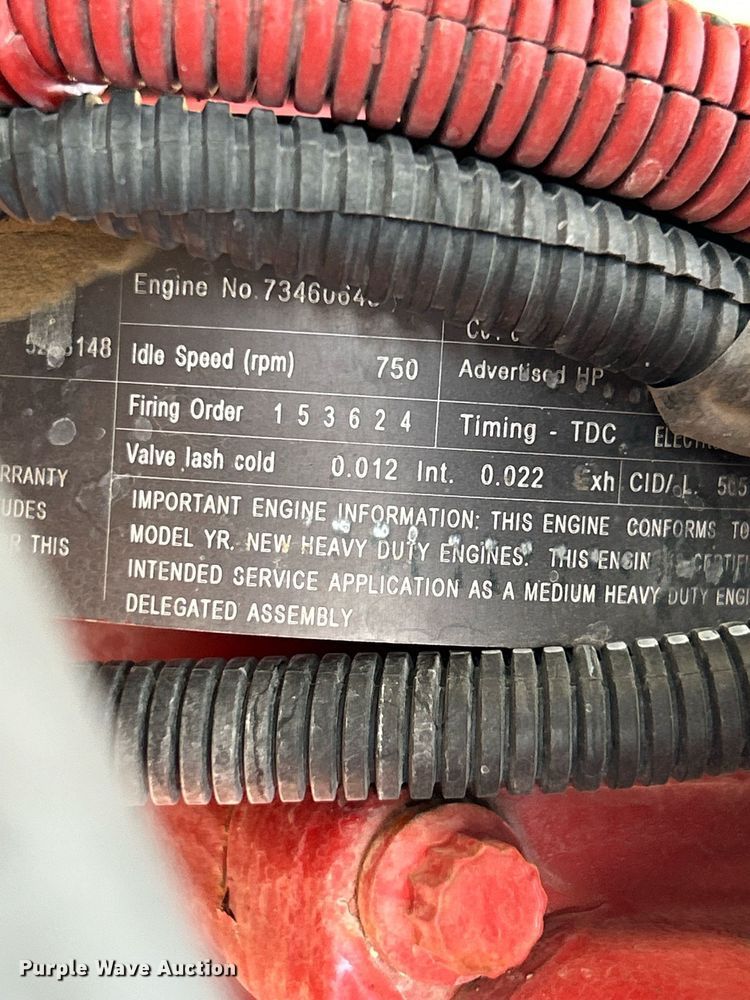 Engine No.
Idle Speed (rpm) 750 Advertised HP
Firing Order 1 5 3 6 2 4 Timing - TDC
Valve lash cold 0.012 Int. 0.022 Exh CID/ L.
RRANTY IMPORTANT ENGINE INFORMATION: THIS ENGINE CONFORMS TO
UDES MODEL YR. NEW HEAVY DUTY ENGINES. THIS ENGIN
THIS INTENDED SERVICE APPLICATION AS A MEDIUM HEAVY DUTY ENGI
DELEGATED ASSEMBLY
Purple Wave Auction